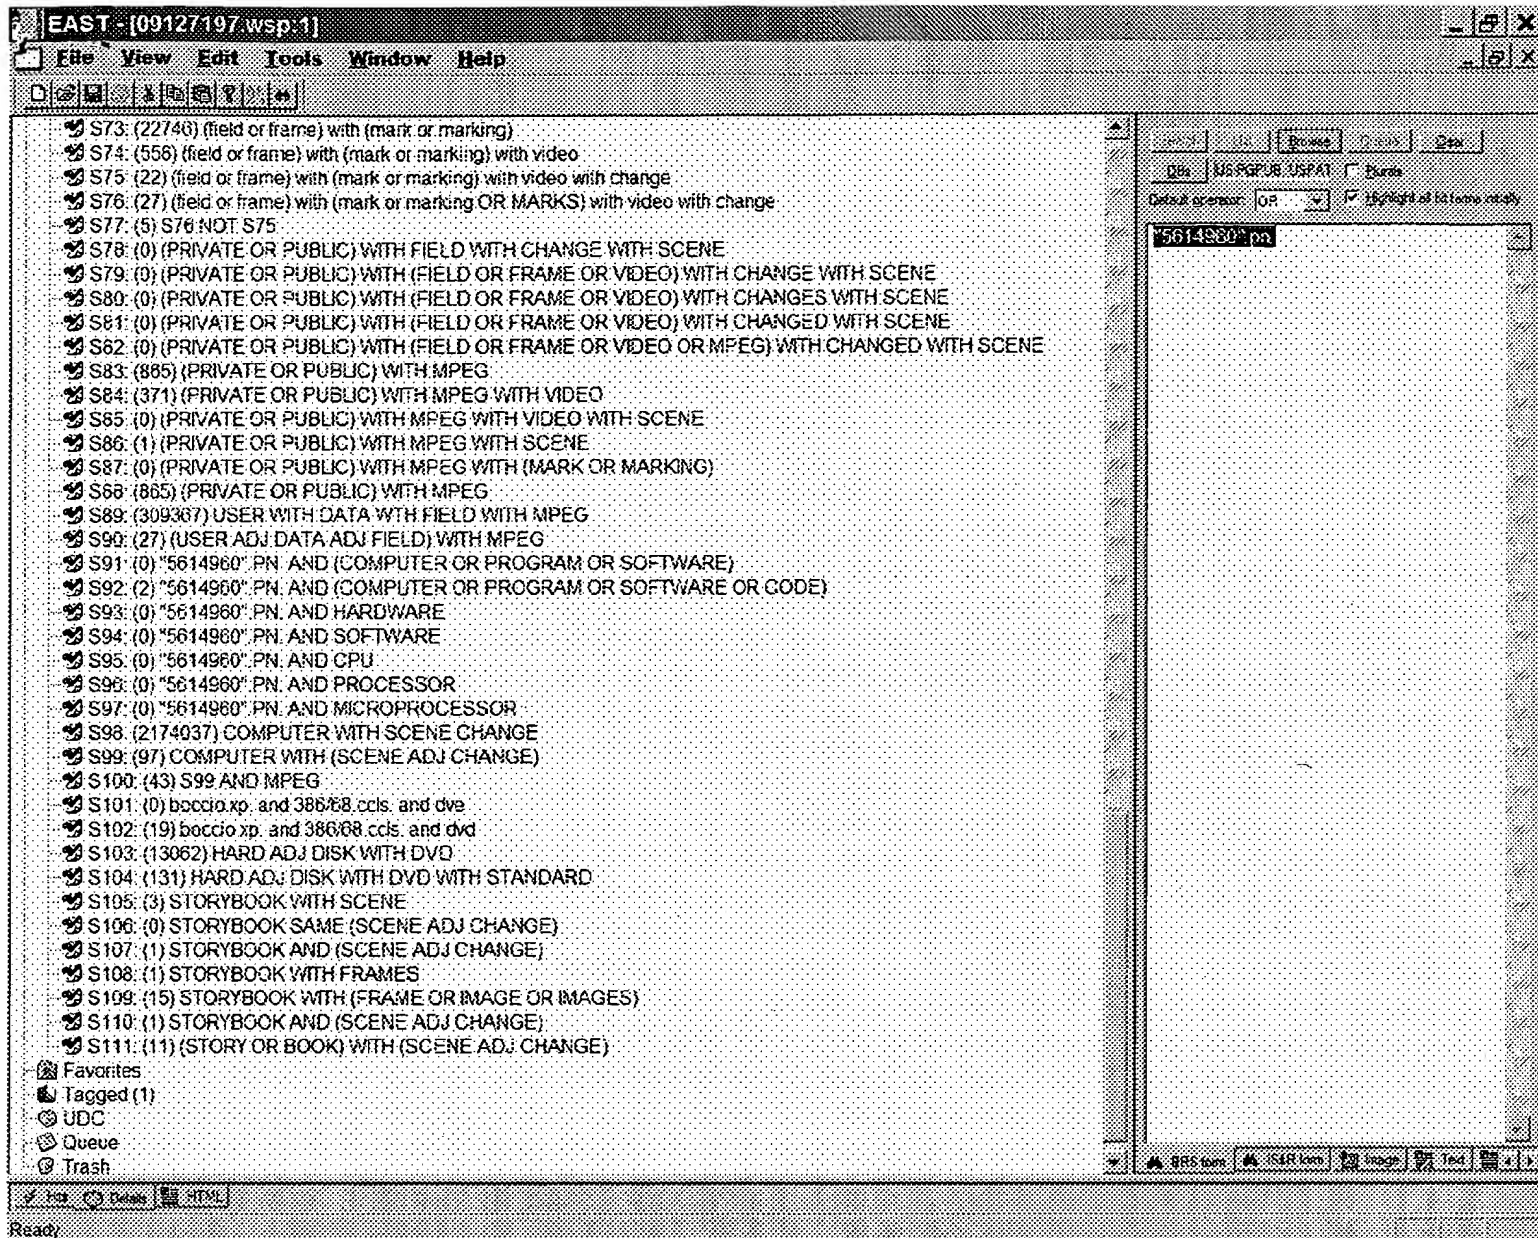 EAST - [09127197.wsp:1]
File View Edit Tools Window Help
S73: (22746) (field or frame) with (mark or marking)
S74: (556) (field or frame) with (mark or marking) with video
S75: (22) (field or frame) with (mark or marking) with video with change
S76: (27) (field or frame) with (mark or marking OR MARKS) with video with change
S77: (5) S76 NOT S75
S78: (0) (PRIVATE OR PUBLIC) WITH FIELD WITH CHANGE WITH SCENE
S79: (0) (PRIVATE OR PUBLIC) WITH (FIELD OR FRAME OR VIDEO) WITH CHANGE WITH SCENE
S80: (0) (PRIVATE OR PUBLIC) WITH (FIELD OR FRAME OR VIDEO) WITH CHANGES WITH SCENE
S81: (0) (PRIVATE OR PUBLIC) WITH (FIELD OR FRAME OR VIDEO) WITH CHANGED WITH SCENE
S82: (0) (PRIVATE OR PUBLIC) WITH (FIELD OR FRAME OR VIDEO OR MPEG) WITH CHANGED WITH SCENE
S83: (865) (PRIVATE OR PUBLIC) WITH MPEG
S84: (371) (PRIVATE OR PUBLIC) WITH MPEG WITH VIDEO
S85: (0) (PRIVATE OR PUBLIC) WITH MPEG WITH VIDEO WITH SCENE
S86: (1) (PRIVATE OR PUBLIC) WITH MPEG WITH SCENE
S87: (0) (PRIVATE OR PUBLIC) WITH MPEG WITH (MARK OR MARKING)
S88: (865) (PRIVATE OR PUBLIC) WITH MPEG
S89: (309367) USER WITH DATA WTH FIELD WITH MPEG
S90: (27) (USER ADJ DATA ADJ FIELD) WITH MPEG
S91: (0) "5614960".PN. AND (COMPUTER OR PROGRAM OR SOFTWARE)
S92: (2) "5614960".PN. AND (COMPUTER OR PROGRAM OR SOFTWARE OR CODE)
S93: (0) "5614960".PN. AND HARDWARE
S94: (0) "5614960".PN. AND SOFTWARE
S95: (0) "5614960".PN. AND CPU
S96: (0) "5614960".PN. AND PROCESSOR
S97: (0) "5614960".PN. AND MICROPROCESSOR
S98: (2174037) COMPUTER WITH SCENE CHANGE
S99: (97) COMPUTER WITH (SCENE ADJ CHANGE)
S100: (43) S99 AND MPEG
S101: (0) boccio.xp. and 386/68.ccls. and dve
S102: (19) boccio.xp. and 386/68.ccls. and dvd
S103: (13062) HARD ADJ DISK WITH DVD
S104: (131) HARD ADJ DISK WITH DVD WITH STANDARD
S105: (3) STORYBOOK WITH SCENE
S106: (0) STORYBOOK SAME (SCENE ADJ CHANGE)
S107: (1) STORYBOOK AND (SCENE ADJ CHANGE)
S108: (1) STORYBOOK WITH FRAMES
S109: (15) STORYBOOK WITH (FRAME OR IMAGE OR IMAGES)
S110: (1) STORYBOOK AND (SCENE ADJ CHANGE)
S111: (11) (STORY OR BOOK) WITH (SCENE ADJ CHANGE)
Favorites
Tagged (1)
UDC
Queue
Trash
Browse Clear
DBs US-PGPUB; USPAT Plurals
Default operator: OR Highlight all hit terms initially
"5614960".pn
BRS form IS&R form Image Text
Hits Details HTML
Ready